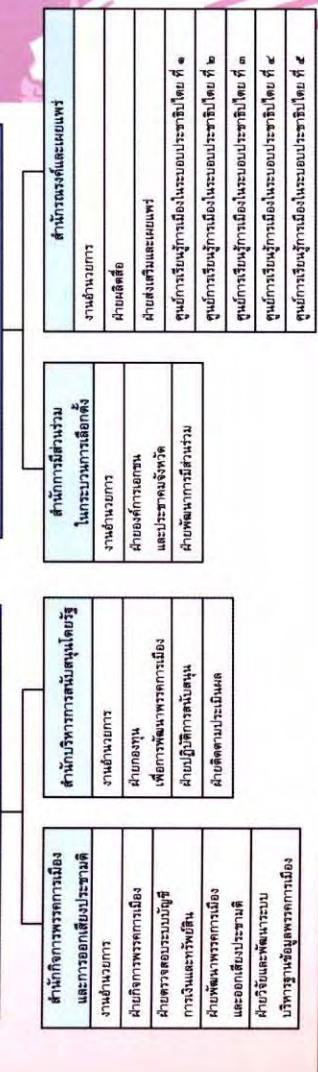 สำนักกิจการพรรคการเมือง
และการออกเสียงประชามติ
งานอำนวยการ
ฝ่ายกิจการพรรคการเมือง
ฝ่ายตรวจสอบระบบบัญชี
การเงินและทรัพย์สิน
ฝ่ายพัฒนาพรรคการเมือง
และออกเสียงประชามติ
ฝ่ายวิจัยและพัฒนาระบบ
บริหารฐานข้อมูลพรรคการเมือง
สำนักบริหารการสนับสนุนโดยรัฐ
งานอำนวยการ
ฝ่ายกองทุน
เพื่อการพัฒนาพรรคการเมือง
ฝ่ายปฏิบัติการสนับสนุน
ฝ่ายติดตามประเมินผล
สำนักการมีส่วนร่วม
ในกระบวนการเลือกตั้ง
งานอำนวยการ
ฝ่ายองค์การเอกชน
และประชาคมจังหวัด
ฝ่ายพัฒนาการมีส่วนร่วม
สำนักรณรงค์และเผยแพร่
งานอำนวยการ
ฝ่ายผลิตสื่อ
ฝ่ายส่งเสริมและเผยแพร่
ศูนย์การเรียนรู้การเมืองในระบอบประชาธิปไตย ที่ ๑
ศูนย์การเรียนรู้การเมืองในระบอบประชาธิปไตย ที่ ๒
ศูนย์การเรียนรู้การเมืองในระบอบประชาธิปไตย ที่ ๓
ศูนย์การเรียนรู้การเมืองในระบอบประชาธิปไตย ที่ ๔
ศูนย์การเรียนรู้การเมืองในระบอบประชาธิปไตย ที่ ๕